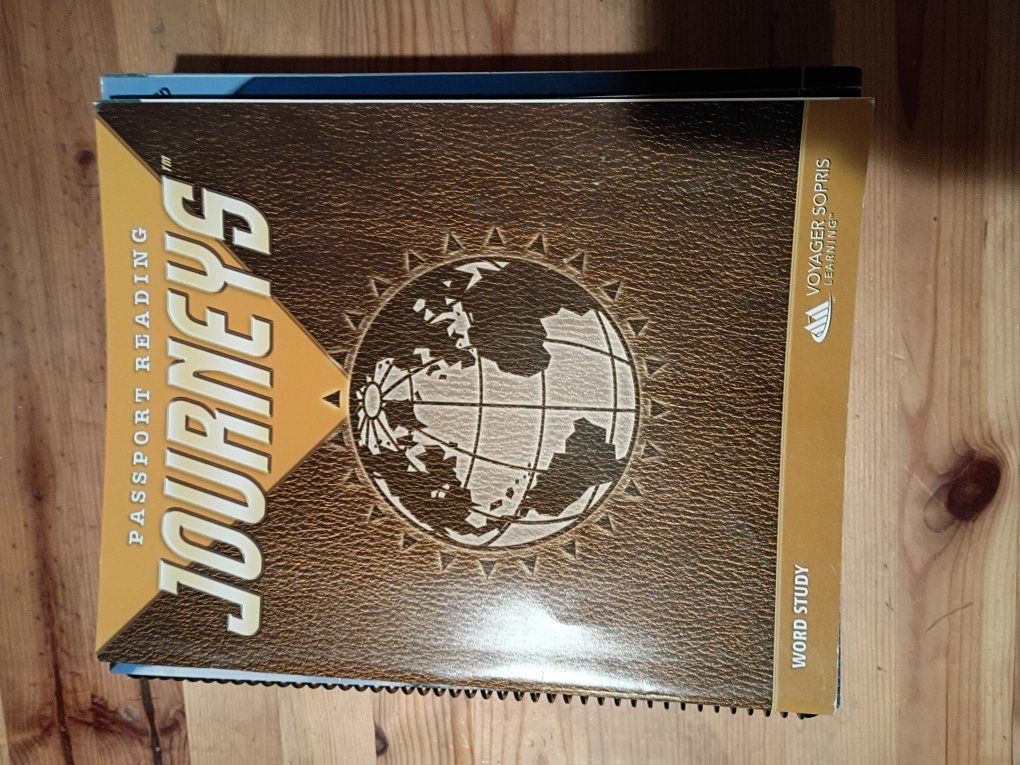 PASSPORT READING
JOURNEYS™
WORD STUDY
VOYAGER SOPRIS
LEARNING™